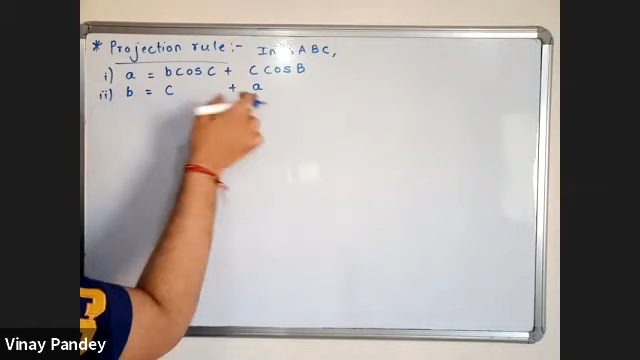 * Projection rule:- In ABC,
i) a = b cos C + c cos B
ii) b = c + a
Vinay Pandey